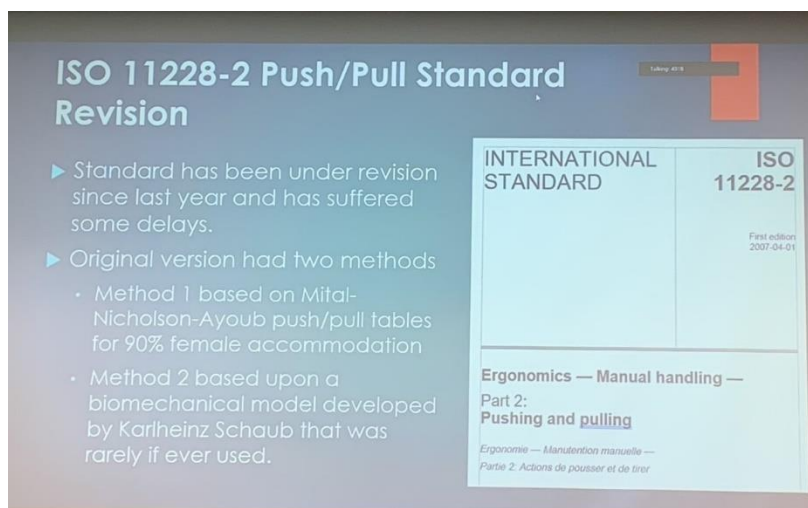 ISO 11228-2 Push/Pull Standard
Revision
Standard has been under revision
since last year and has suffered
some delays.
Original version had two methods
Method 1 based on Mital-
Nicholson-Ayoub push/pull tables
for 90% female accommodation
Method 2 based upon a
biomechanical model developed
by Karlheinz Schaub that was
rarely if ever used.
INTERNATIONAL
STANDARD
ISO
11228-2
First edition
2007-04-01
Ergonomics — Manual handling —
Part 2:
Pushing and pulling
Ergonomie — Manutention manuelle —
Partie 2: Actions de pousser et de tirer